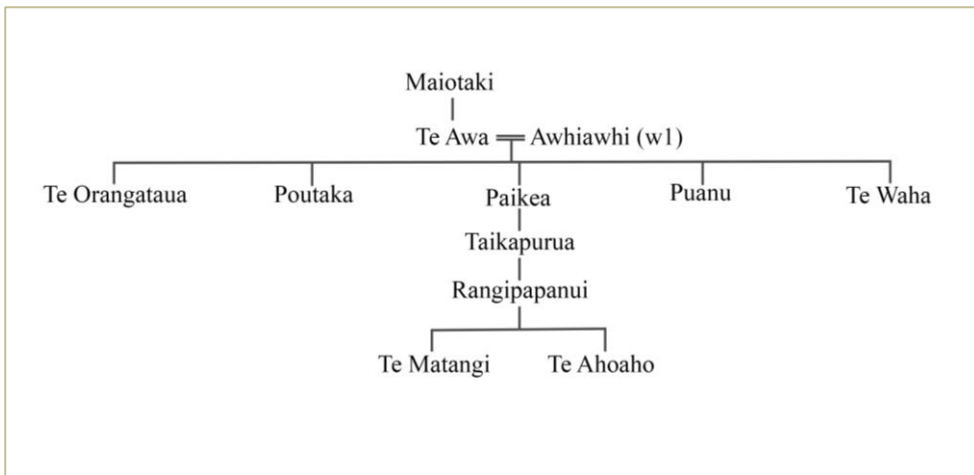 Maiotaki
Te Awa Awhiawhi (w1)
Te Orangataua Poutaka Paikea Puanu Te Waha
Taikapurua
Rangipapanui
Te Matangi Te Ahoaho